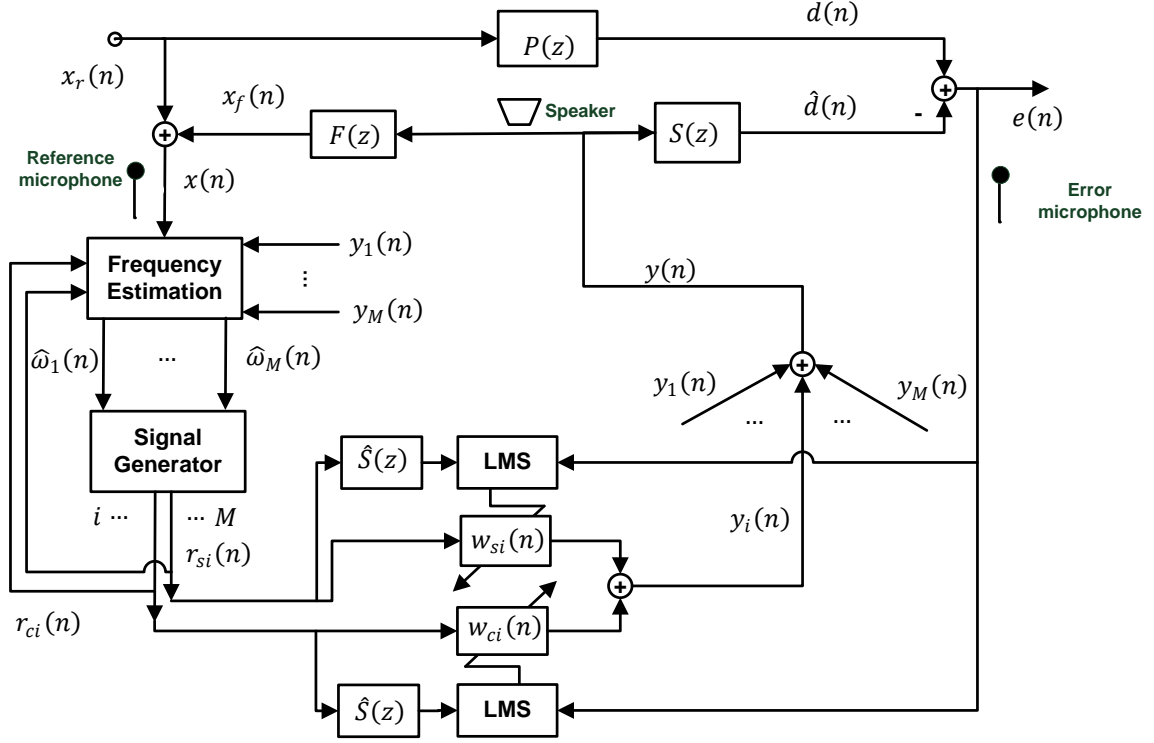 d(n)
P(z)
x_r(n)
x_f(n)
Speaker
d̂(n)
+
-
e(n)
F(z)
S(z)
+
Reference
microphone
x(n)
Error
microphone
Frequency
Estimation
y_1(n)
⋮
y_M(n)
y(n)
ω̂_1(n)
...
ω̂_M(n)
+
y_1(n)
y_M(n)
...
...
Signal
Generator
Ŝ(z)
LMS
i ...
... M
y_i(n)
r_si(n)
w_si(n)
+
r_ci(n)
w_ci(n)
Ŝ(z)
LMS